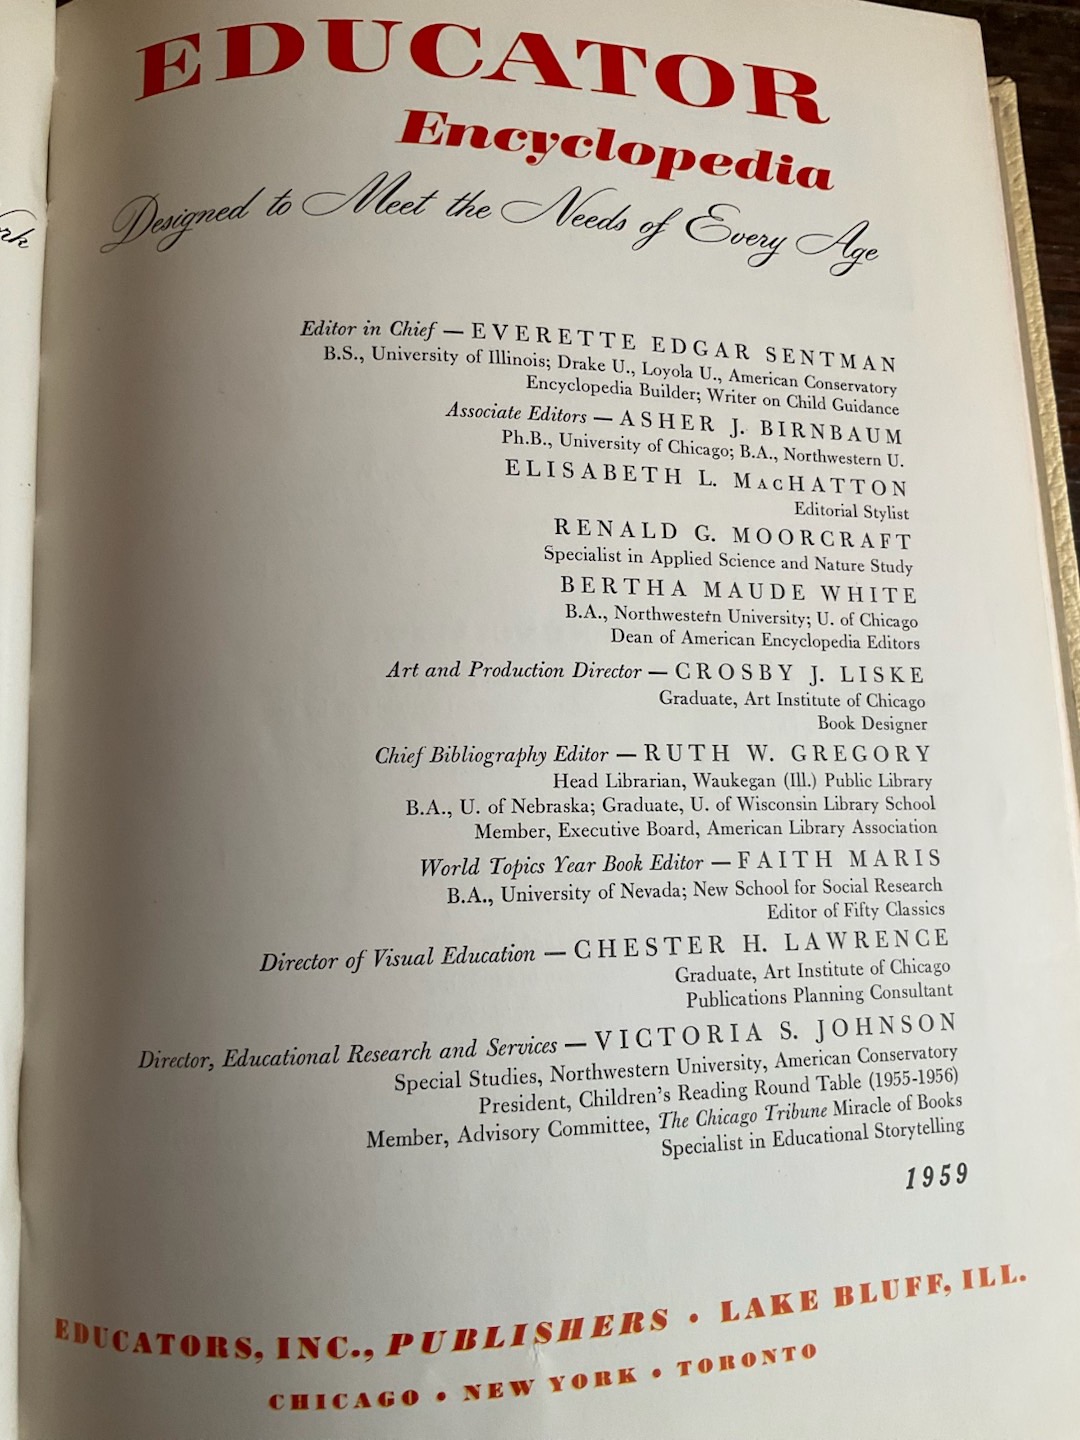 EDUCATOR
Encyclopedia
Designed to Meet the Needs of Every Age
Editor in Chief — EVERETTE EDGAR SENTMAN
B.S., University of Illinois; Drake U., Loyola U., American Conservatory
Encyclopedia Builder; Writer on Child Guidance
Associate Editors — ASHER J. BIRNBAUM
Ph.B., University of Chicago; B.A., Northwestern U.
ELISABETH L. MacHATTON
Editorial Stylist
RENALD G. MOORCRAFT
Specialist in Applied Science and Nature Study
BERTHA MAUDE WHITE
B.A., Northwestern University; U. of Chicago
Dean of American Encyclopedia Editors
Art and Production Director — CROSBY J. LISKE
Graduate, Art Institute of Chicago
Book Designer
Chief Bibliography Editor — RUTH W. GREGORY
Head Librarian, Waukegan (Ill.) Public Library
B.A., U. of Nebraska; Graduate, U. of Wisconsin Library School
Member, Executive Board, American Library Association
World Topics Year Book Editor — FAITH MARIS
B.A., University of Nevada; New School for Social Research
Editor of Fifty Classics
Director of Visual Education — CHESTER H. LAWRENCE
Graduate, Art Institute of Chicago
Publications Planning Consultant
Director, Educational Research and Services — VICTORIA S. JOHNSON
Special Studies, Northwestern University, American Conservatory
President, Children's Reading Round Table (1955-1956)
Member, Advisory Committee, The Chicago Tribune Miracle of Books
Specialist in Educational Storytelling
1959
EDUCATORS, INC., PUBLISHERS • LAKE BLUFF, ILL.
CHICAGO • NEW YORK • TORONTO